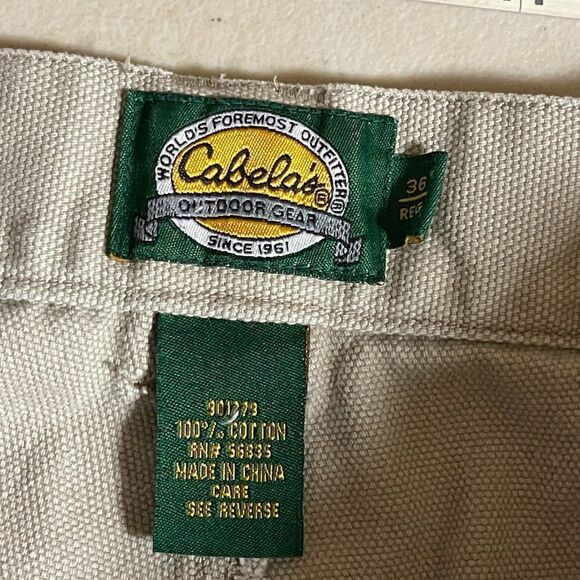 WORLD'S FOREMOST OUTFITTER®
Cabela's®
OUTDOOR GEAR
SINCE 1961
36
REG
100% COTTON
RN# 56835
MADE IN CHINA
CARE
SEE REVERSE